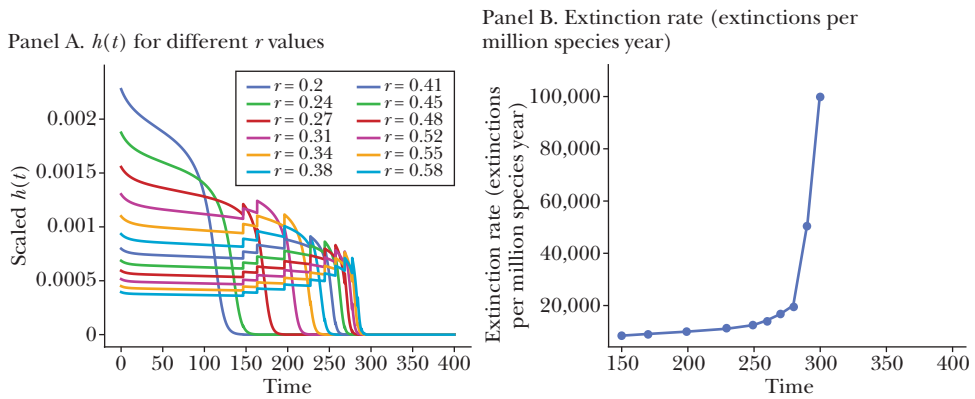 Panel A. h(t) for different r values
Scaled h(t)
0.002
0.0015
0.001
0.0005
0
r = 0.2
r = 0.24
r = 0.27
r = 0.31
r = 0.34
r = 0.38
r = 0.41
r = 0.45
r = 0.48
r = 0.52
r = 0.55
r = 0.58
0 50 100 150 200 250 300 350 400
Time
Panel B. Extinction rate (extinctions per
million species year)
Extinction rate (extinctions
per million species year)
100,000
80,000
60,000
40,000
20,000
150 200 250 300 350 400
Time